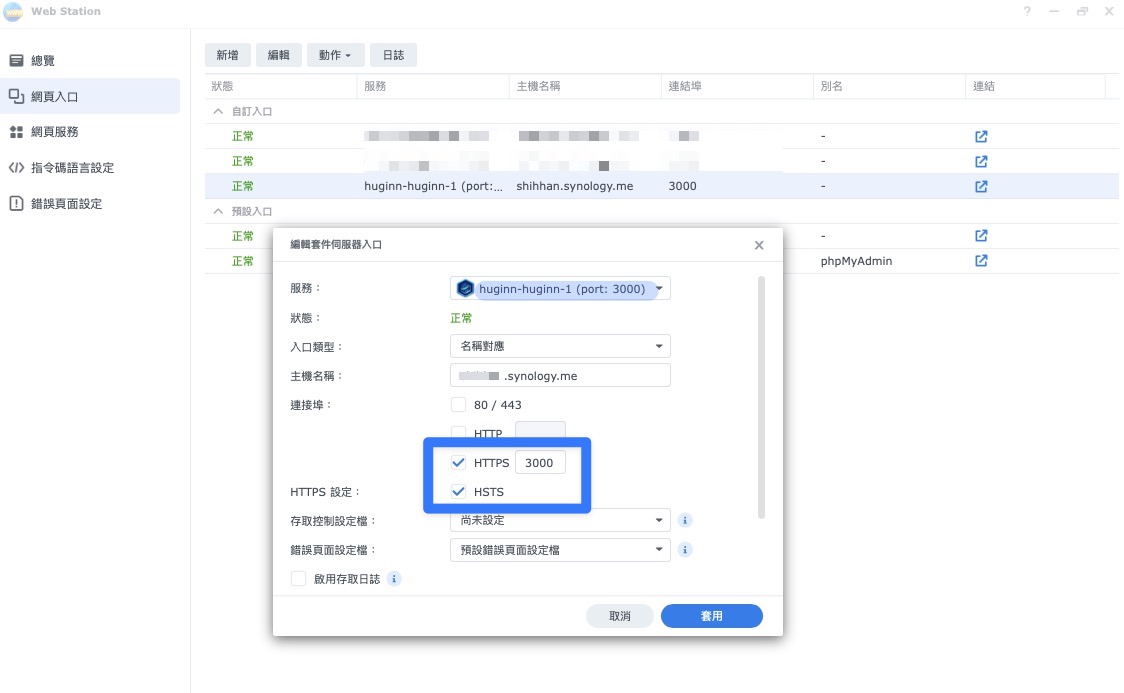 Web Station
?
總覽
網頁入口
網頁服務
指令碼語言設定
錯誤頁面設定
新增 編輯 動作 日誌
狀態 服務 主機名稱 連結埠 別名 連結
自訂入口
正常 -
正常 -
正常 huginn-huginn-1 (port:... shihhan.synology.me 3000 -
預設入口
正常 -
正常 phpMyAdmin
編輯套件伺服器入口
服務： huginn-huginn-1 (port: 3000)
狀態： 正常
入口類型： 名稱對應
主機名稱： .synology.me
連接埠： 80 / 443
HTTP
HTTPS 3000
HTTPS 設定： HSTS
存取控制設定檔： 尚未設定
錯誤頁面設定檔： 預設錯誤頁面設定檔
啟用存取日誌
取消 套用